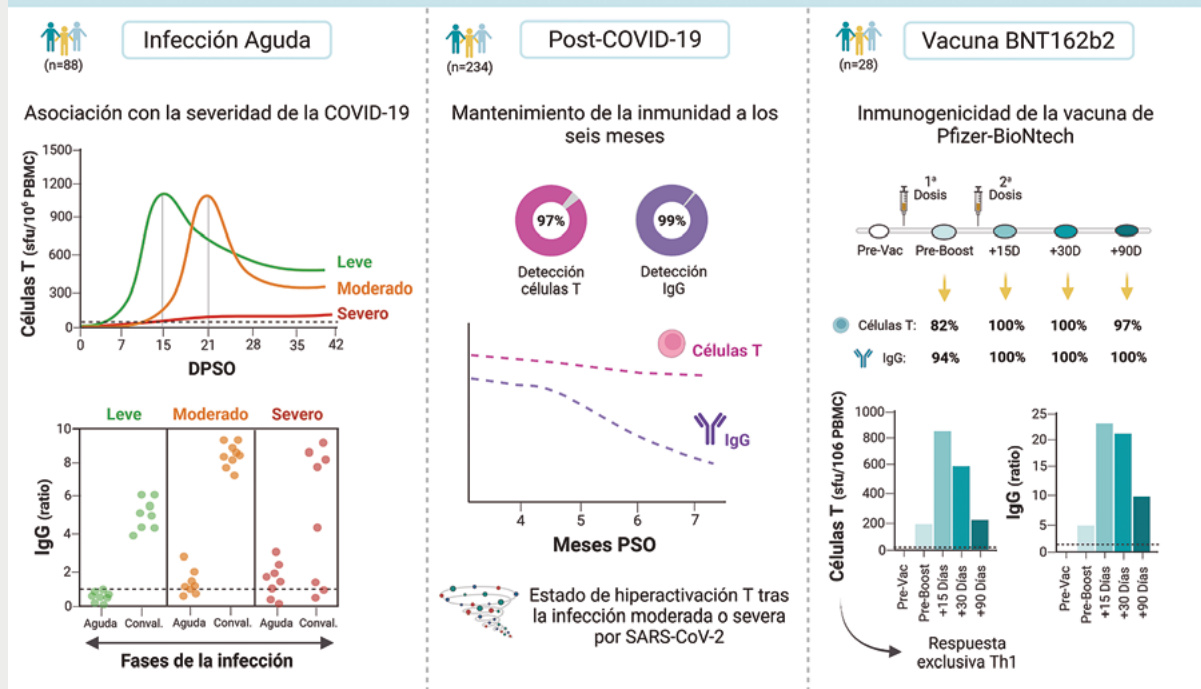 Infección Aguda
(n=88)
Asociación con la severidad de la COVID-19
1500
1200
900
600
300
0
Células T (sfu/10⁶ PBMC)
Leve
Moderado
Severo
0 7 15 21 28 35 42
DPSO
Leve Moderado Severo
10
8
6
4
2
0
IgG (ratio)
Aguda Conval. Aguda Conval. Aguda Conval.
Fases de la infección
Post-COVID-19
(n=234)
Mantenimiento de la inmunidad a los
seis meses
97% 99%
Detección
células T
Detección
IgG
Células T
IgG
4 5 6 7
Meses PSO
Estado de hiperactivación T tras
la infección moderada o severa
por SARS-CoV-2
Vacuna BNT162b2
(n=28)
Inmunogenicidad de la vacuna de
Pfizer-BioNtech
1ª
Dosis
2ª
Dosis
Pre-Vac Pre-Boost +15D +30D +90D
Células T: 82% 100% 100% 97%
IgG: 94% 100% 100% 100%
1000
800
600
400
200
0
Células T (sfu/106 PBMC)
Pre-Vac
Pre-Boost
+15 Días
+30 Días
+90 Días
25
20
15
10
5
0
IgG (ratio)
Pre-Vac
Pre-Boost
+15 Días
+30 Días
+90 Días
Respuesta
exclusiva Th1